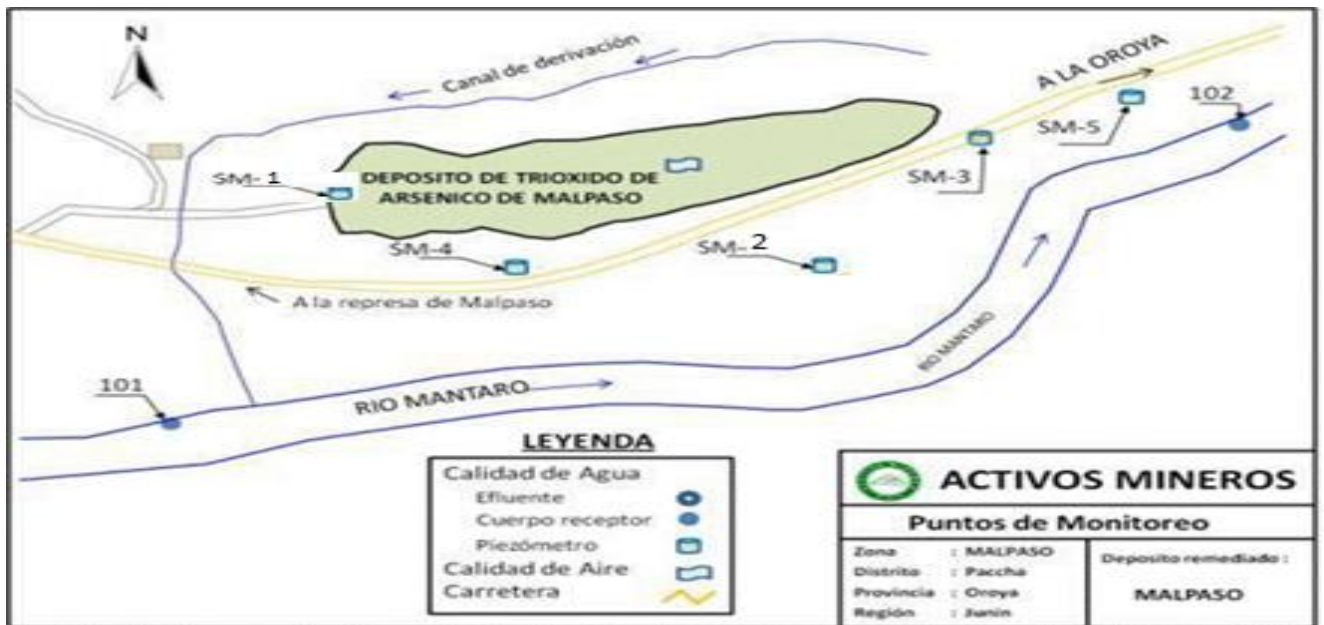 N
Canal de derivación
A LA OROYA
102
SM-5
SM-3
SM-1
DEPOSITO DE TRIOXIDO DE
ARSENICO DE MALPASO
SM-4
SM-2
A la represa de Malpaso
RIO MANTARO
101
RIO MANTARO
LEYENDA
Calidad de Agua
Efluente
Cuerpo receptor
Piezómetro
Calidad de Aire
Carretera
ACTIVOS MINEROS
Puntos de Monitoreo
Zona : MALPASO
Distrito : Paccha
Provincia : Oroya
Región : Junin
Deposito remediado :
MALPASO